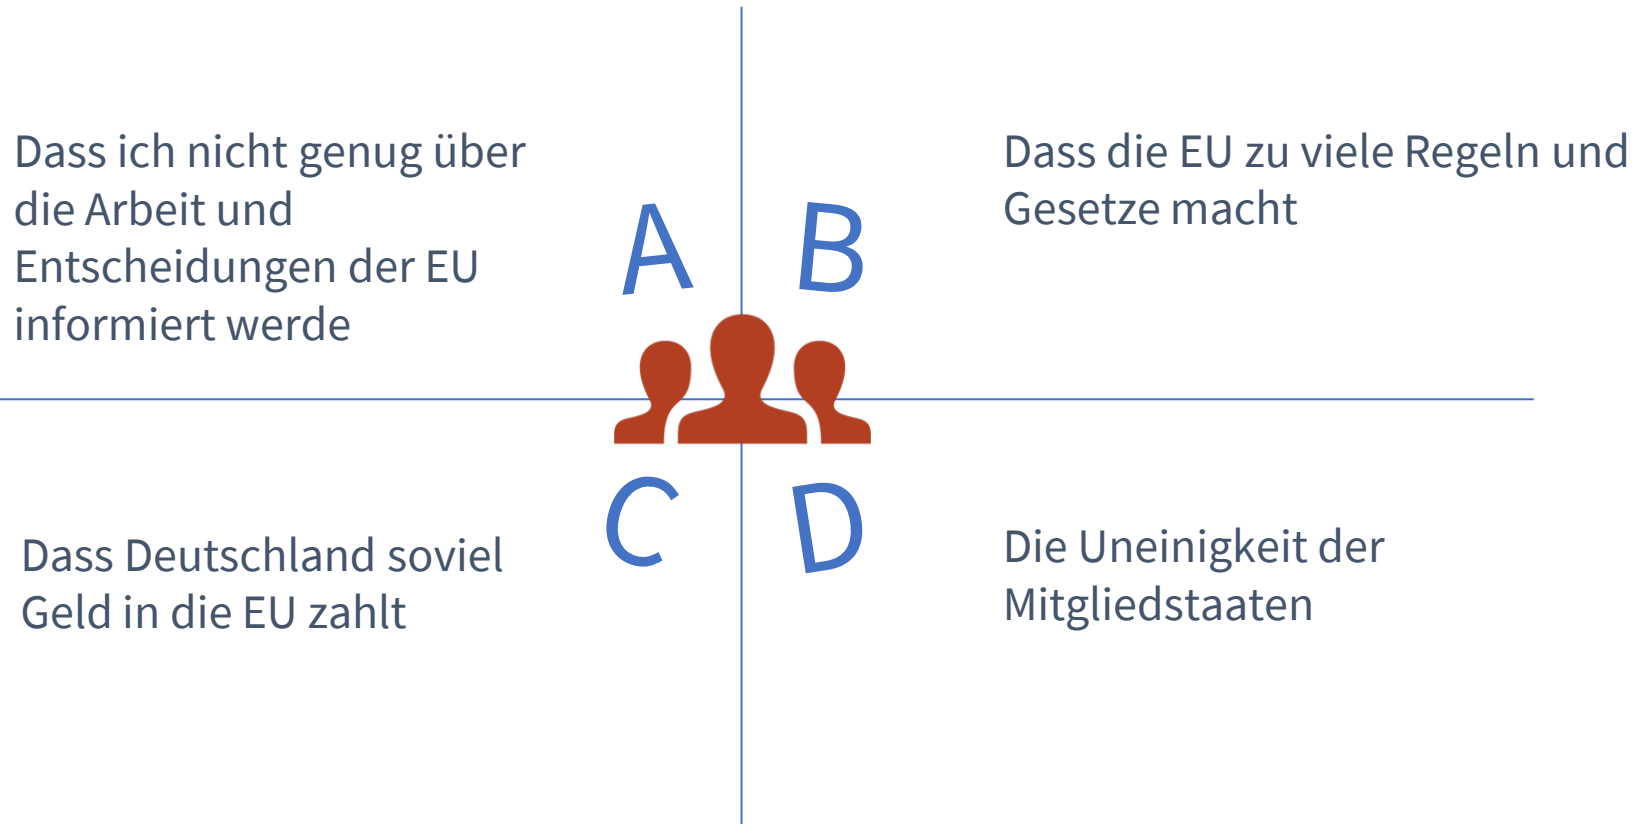 Dass ich nicht genug über
die Arbeit und
Entscheidungen der EU
informiert werde
A
B
Dass die EU zu viele Regeln und
Gesetze macht
C
Dass Deutschland soviel
Geld in die EU zahlt
D
Die Uneinigkeit der
Mitgliedstaaten